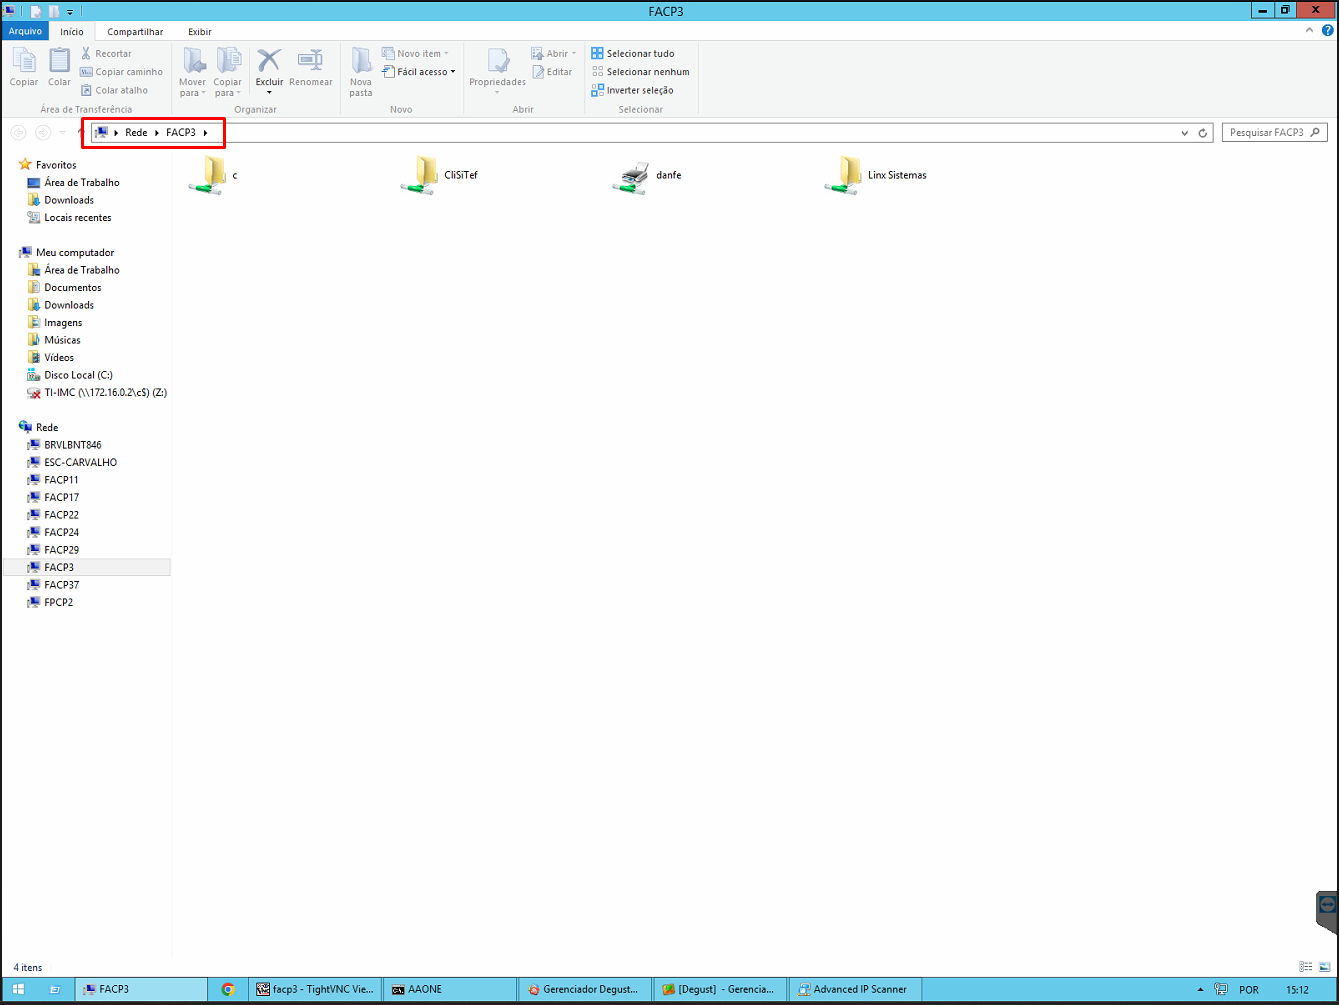 FACP3
Arquivo Início Compartilhar Exibir
Copiar Colar Recortar Copiar caminho Colar atalho
Área de Transferência
Mover para Copiar para Excluir Renomear
Organizar
Nova pasta Novo item Fácil acesso
Novo
Propriedades Abrir Editar
Abrir
Selecionar tudo
Selecionar nenhum
Inverter seleção
Selecionar
Rede FACP3
Pesquisar FACP3
Favoritos
Área de Trabalho
Downloads
Locais recentes
Meu computador
Área de Trabalho
Documentos
Downloads
Imagens
Músicas
Vídeos
Disco Local (C:)
TI-IMC (\\172.16.0.2\c$) (Z:)
Rede
BRVLBNT846
ESC-CARVALHO
FACP11
FACP17
FACP22
FACP24
FACP29
FACP3
FACP37
FPCP2
c
CliSiTef
danfe
Linx Sistemas
4 itens
FACP3
facp3 - TightVNC Vie...
AAONE
Gerenciador Degust...
[Degust] - Gerencia...
Advanced IP Scanner
POR
15:12